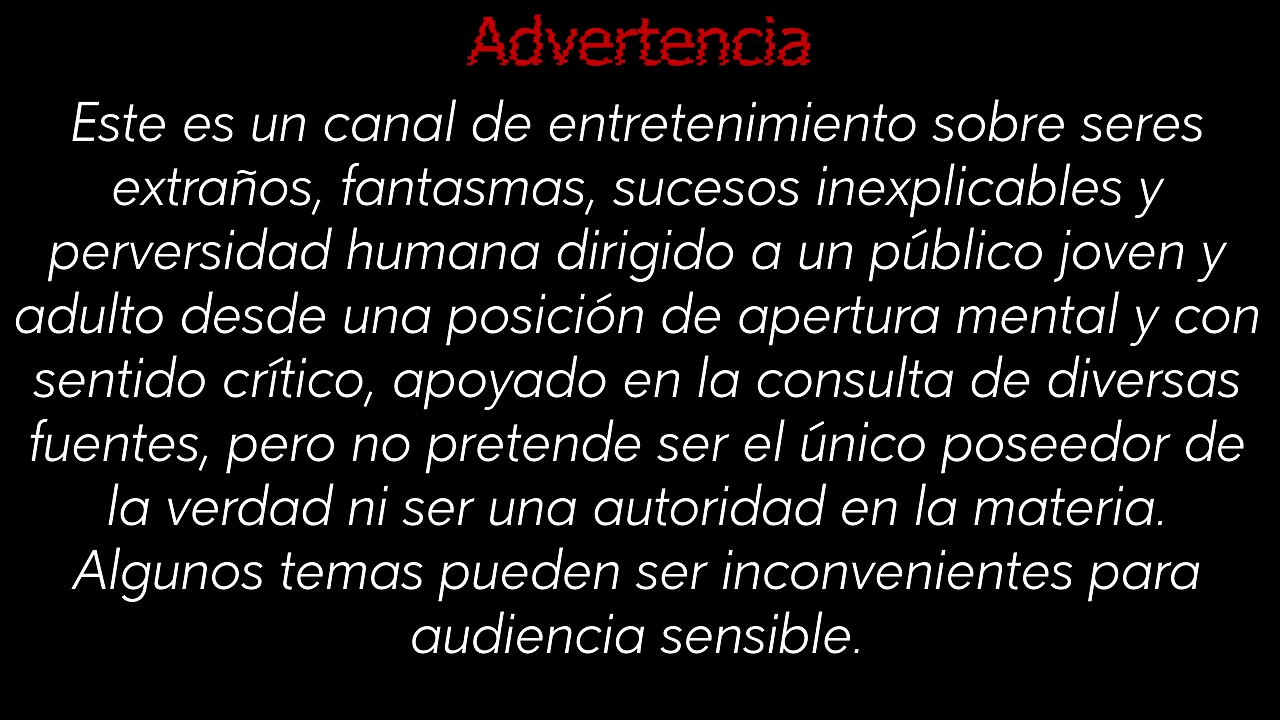 Advertencia
Este es un canal de entretenimiento sobre seres
extraños, fantasmas, sucesos inexplicables y
perversidad humana dirigido a un público joven y
adulto desde una posición de apertura mental y con
sentido crítico, apoyado en la consulta de diversas
fuentes, pero no pretende ser el único poseedor de
la verdad ni ser una autoridad en la materia.
Algunos temas pueden ser inconvenientes para
audiencia sensible.